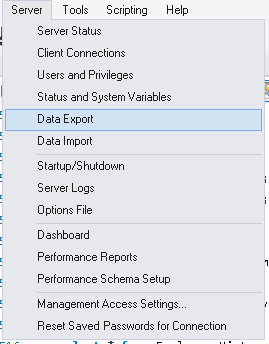 Server Tools Scripting Help
Server Status
Client Connections
Users and Privileges
Status and System Variables
Data Export
Data Import
Startup/Shutdown
Server Logs
Options File
Dashboard
Performance Reports
Performance Schema Setup
Management Access Settings...
Reset Saved Passwords for Connection